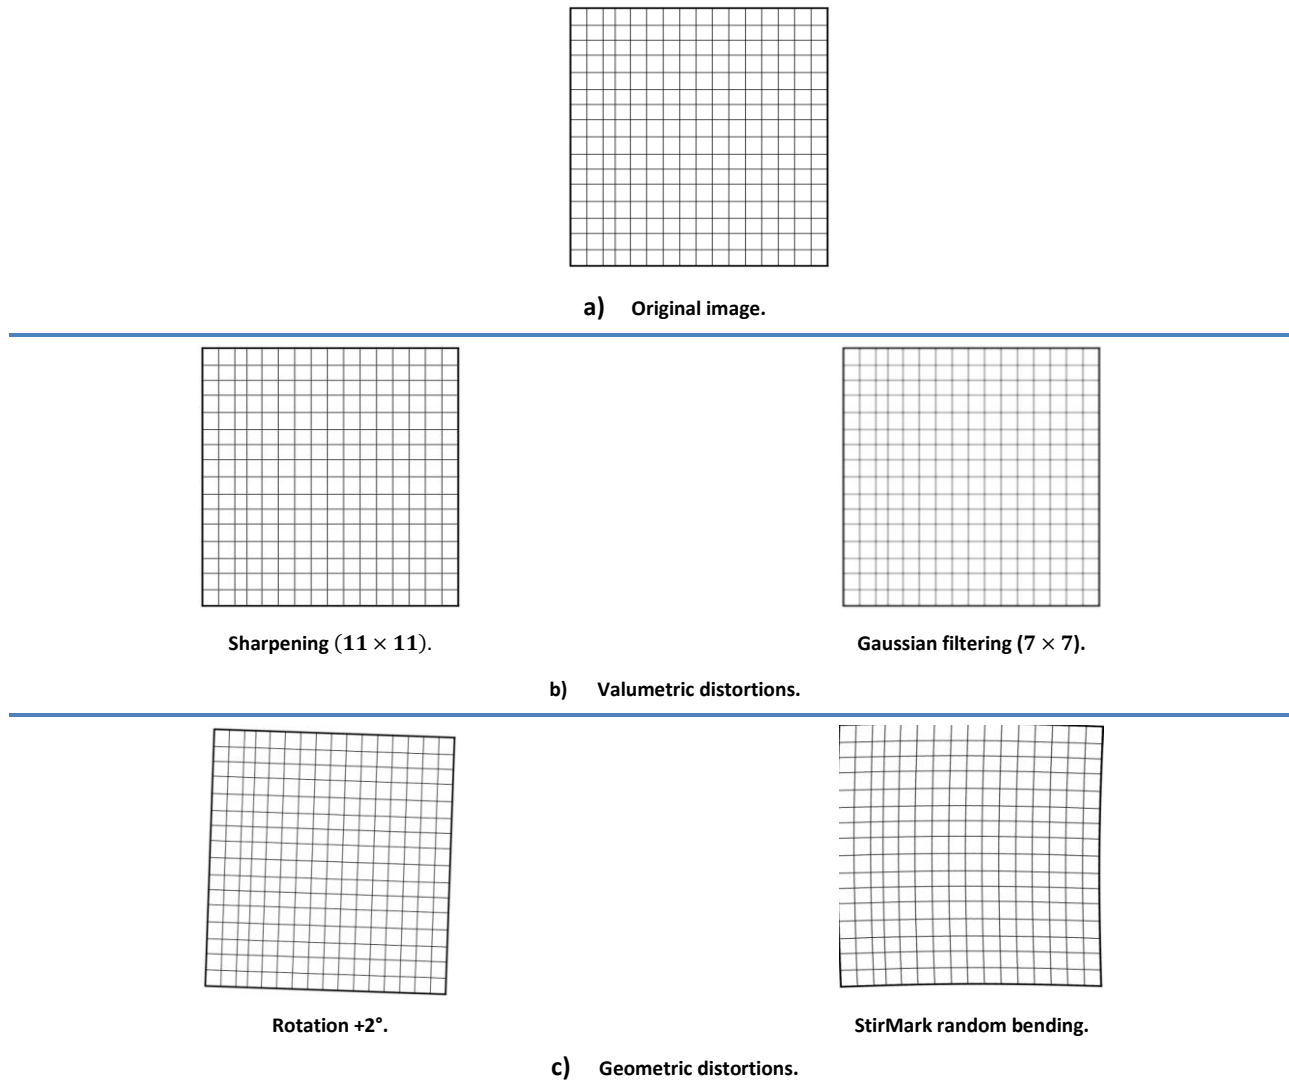 a) Original image.
Sharpening (11 × 11).
Gaussian filtering (7 × 7).
b) Valumetric distortions.
Rotation +2°.
StirMark random bending.
c) Geometric distortions.